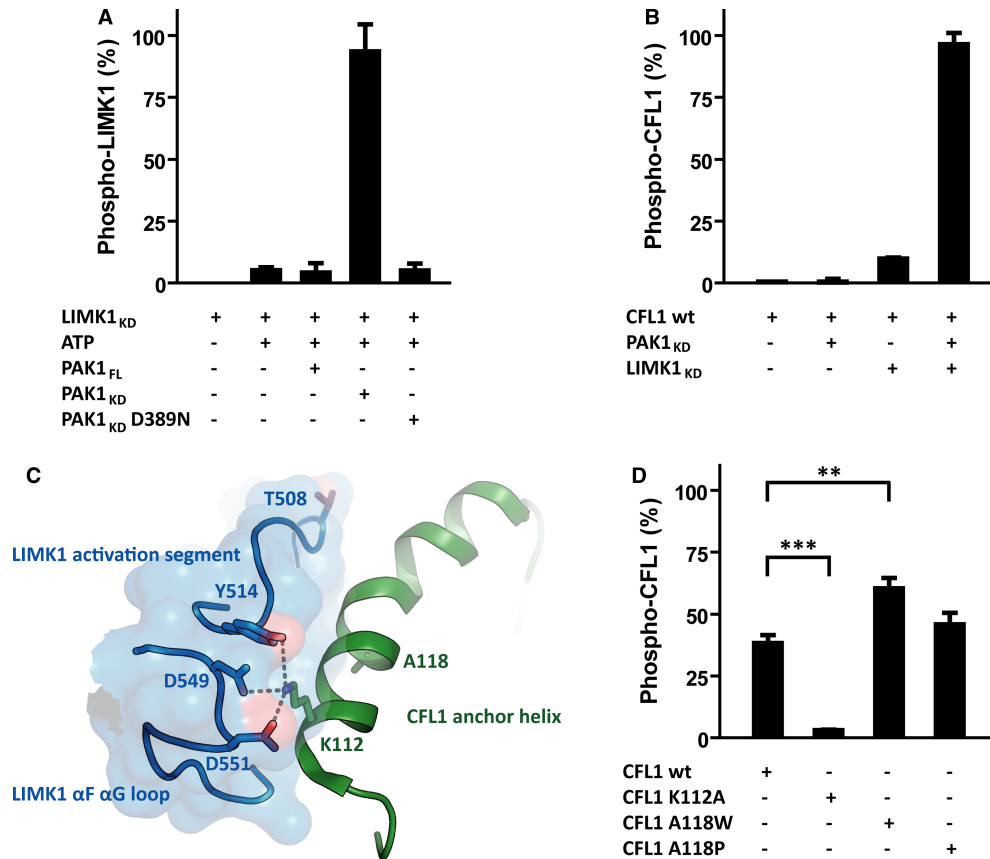 A
Phospho-LIMK1 (%)
100
75
50
25
0
LIMK1KD + + + + +
ATP - + + + +
PAK1FL - - + - -
PAK1KD - - - + -
PAK1KD D389N - - - - +
B
Phospho-CFL1 (%)
100
75
50
25
0
CFL1 wt + + + +
PAK1KD - + - +
LIMK1KD - - + +
C
T508
LIMK1 activation segment
Y514
D549
A118
CFL1 anchor helix
K112
D551
LIMK1 αF αG loop
D
Phospho-CFL1 (%)
100
75
50
25
0
**
***
CFL1 wt + - - -
CFL1 K112A - + - -
CFL1 A118W - - + -
CFL1 A118P - - - +